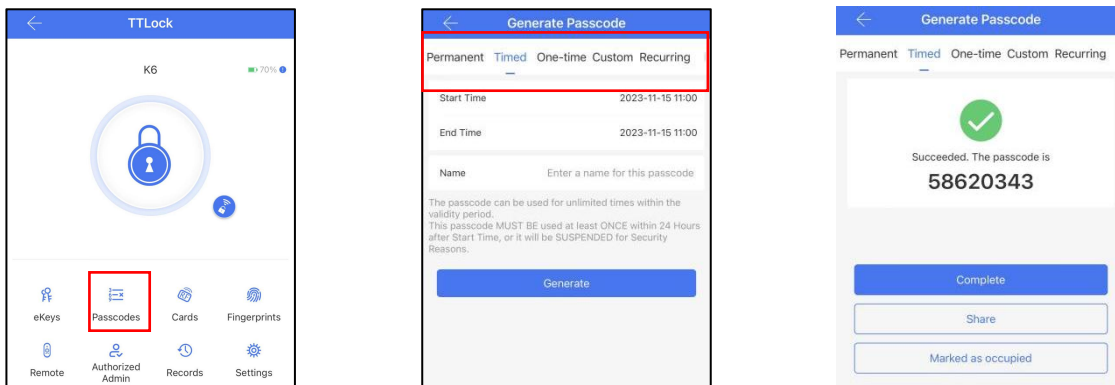 TTLock
K6
70%
eKeys
Passcodes
Cards
Fingerprints
Remote
Authorized
Admin
Records
Settings
Generate Passcode
Permanent Timed One-time Custom Recurring
Start Time 2023-11-15 11:00
End Time 2023-11-15 11:00
Name Enter a name for this passcode
The passcode can be used for unlimited times within the
validity period.
This passcode MUST BE used at least ONCE within 24 Hours
after Start Time, or it will be SUSPENDED for Security
Reasons.
Generate
Generate Passcode
Permanent Timed One-time Custom Recurring
Succeeded. The passcode is
58620343
Complete
Share
Marked as occupied